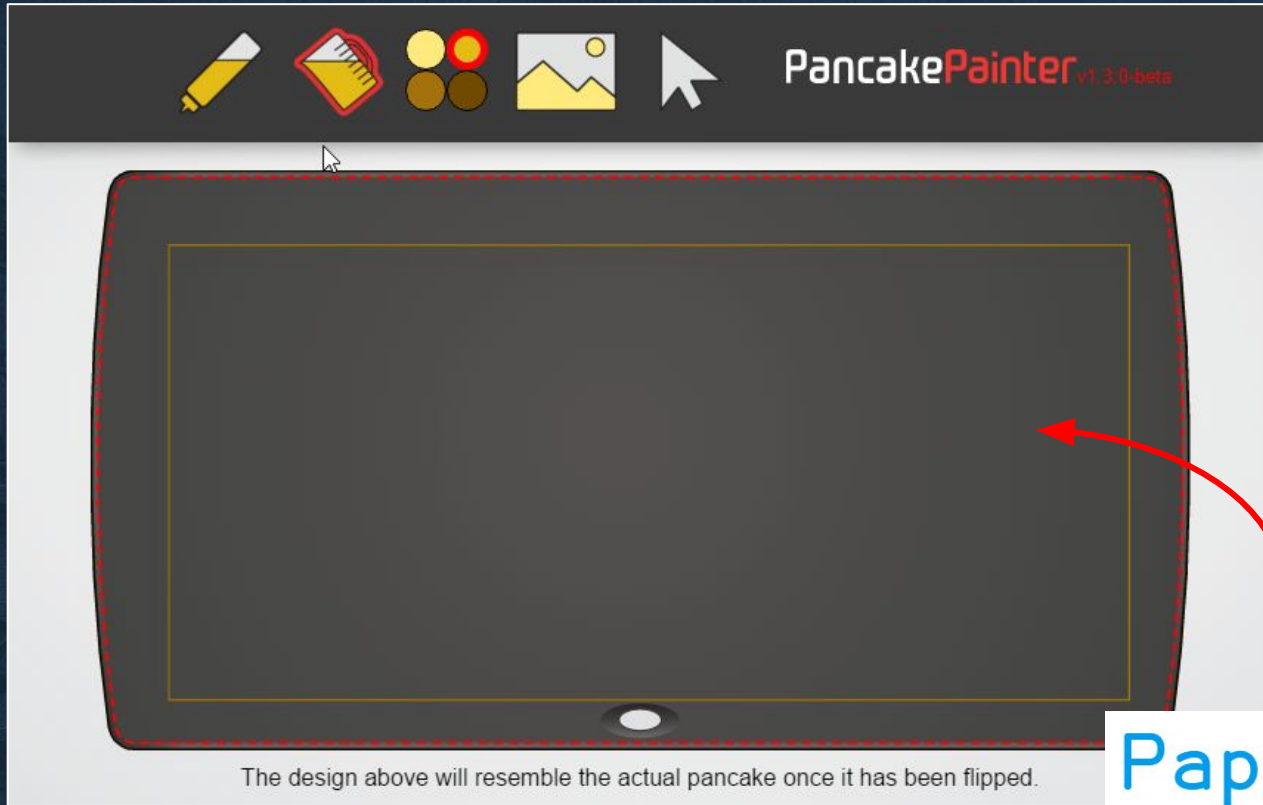 PancakePainter v1.3.0-beta
The design above will resemble the actual pancake once it has been flipped.
Pap